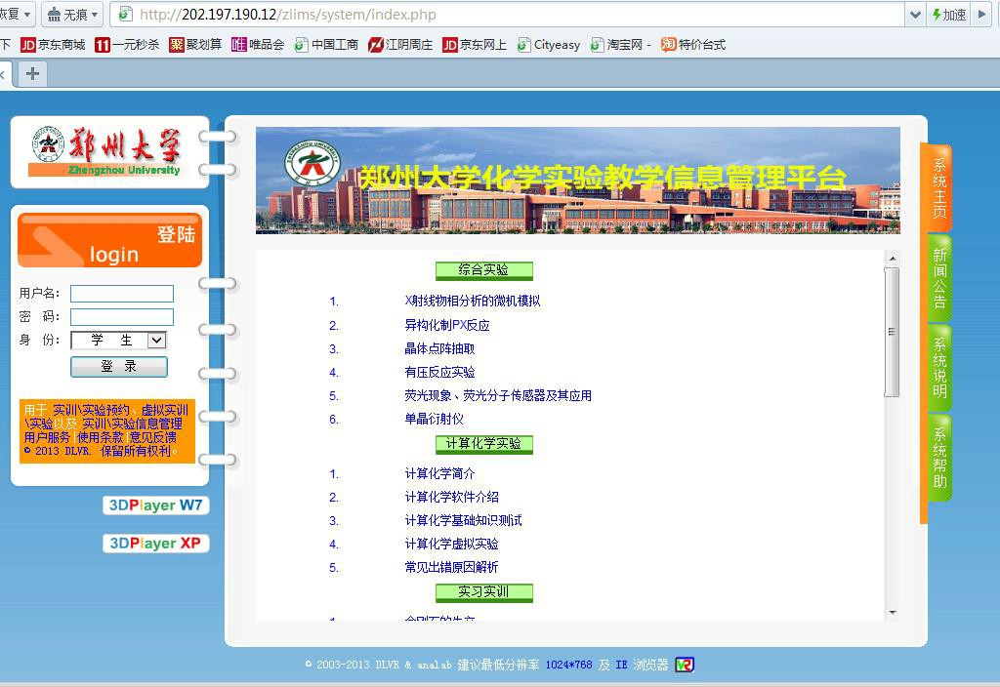 恢复 无痕 http://202.197.190.12/zlims/system/index.php 加速
下 JD 京东商城 11 一元秒杀 聚 聚划算 唯 唯品会 中国工商 江阴周庄 JD 京东网上 Cityeasy 淘宝网 - 淘 特价台式
郑州大学
Zhengzhou University
郑州大学化学实验教学信息管理平台
登陆
login
用户名:
密 码:
身 份: 学 生
登 录
用于 实训\实验预约、虚拟实训
\实验以及 实训\实验信息管理
用户服务 |使用条款 |意见反馈
© 2013 DLVR. 保留所有权利。
3DPlayer W7
3DPlayer XP
综合实验
1. X射线物相分析的微机模拟
2. 异构化制PX反应
3. 晶体点阵抽取
4. 有压反应实验
5. 荧光现象、荧光分子传感器及其应用
6. 单晶衍射仪
计算化学实验
1. 计算化学简介
2. 计算化学软件介绍
3. 计算化学基础知识测试
4. 计算化学虚拟实验
5. 常见出错原因解析
实习实训
1. 金刚石的生产
系统主页
新闻公告
系统说明
系统帮助
© 2003-2013 DLVR & analab 建议最低分辨率 1024*768 及 IE 浏览器 VR